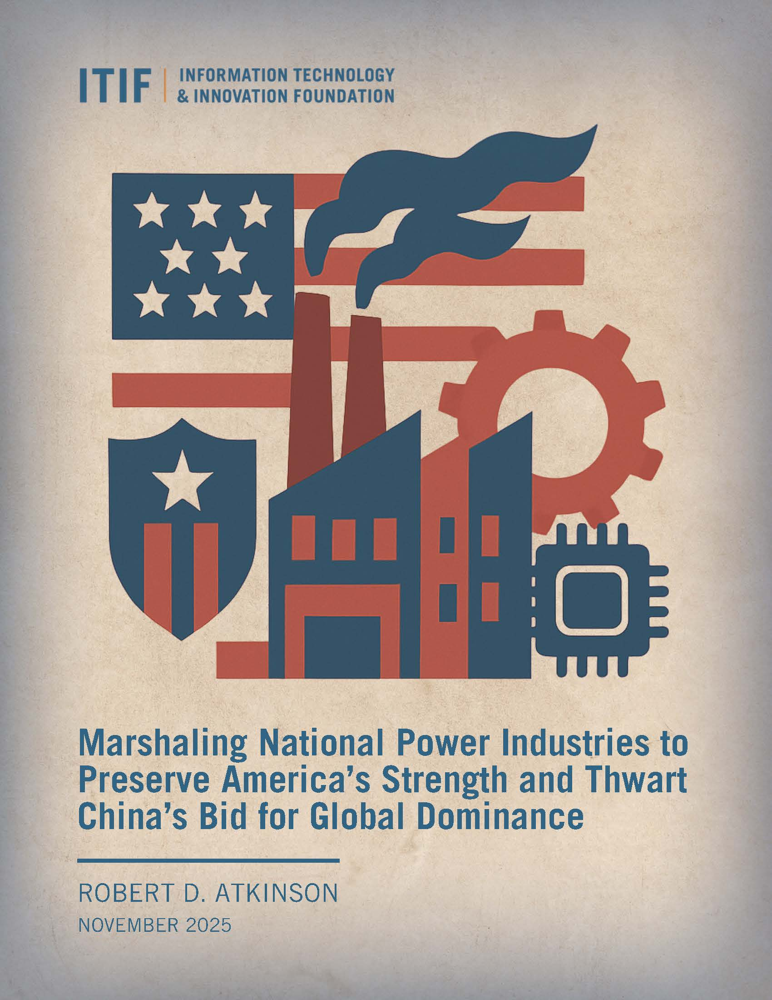 ITIF
INFORMATION TECHNOLOGY
& INNOVATION FOUNDATION
Marshaling National Power Industries to
Preserve America’s Strength and Thwart
China’s Bid for Global Dominance
ROBERT D. ATKINSON
NOVEMBER 2025